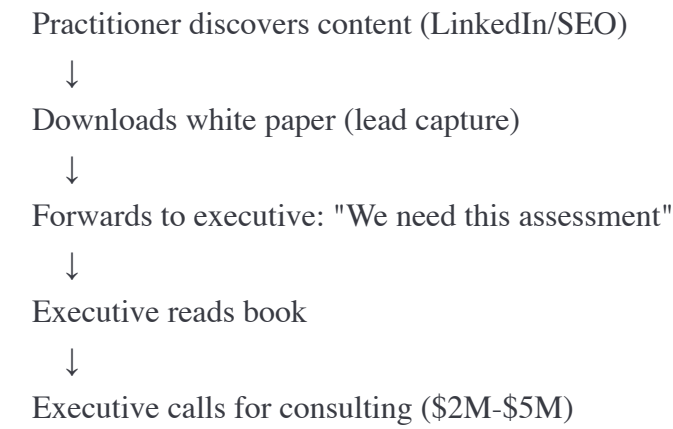 Practitioner discovers content (LinkedIn/SEO)
↓
Downloads white paper (lead capture)
↓
Forwards to executive: "We need this assessment"
↓
Executive reads book
↓
Executive calls for consulting ($2M-$5M)